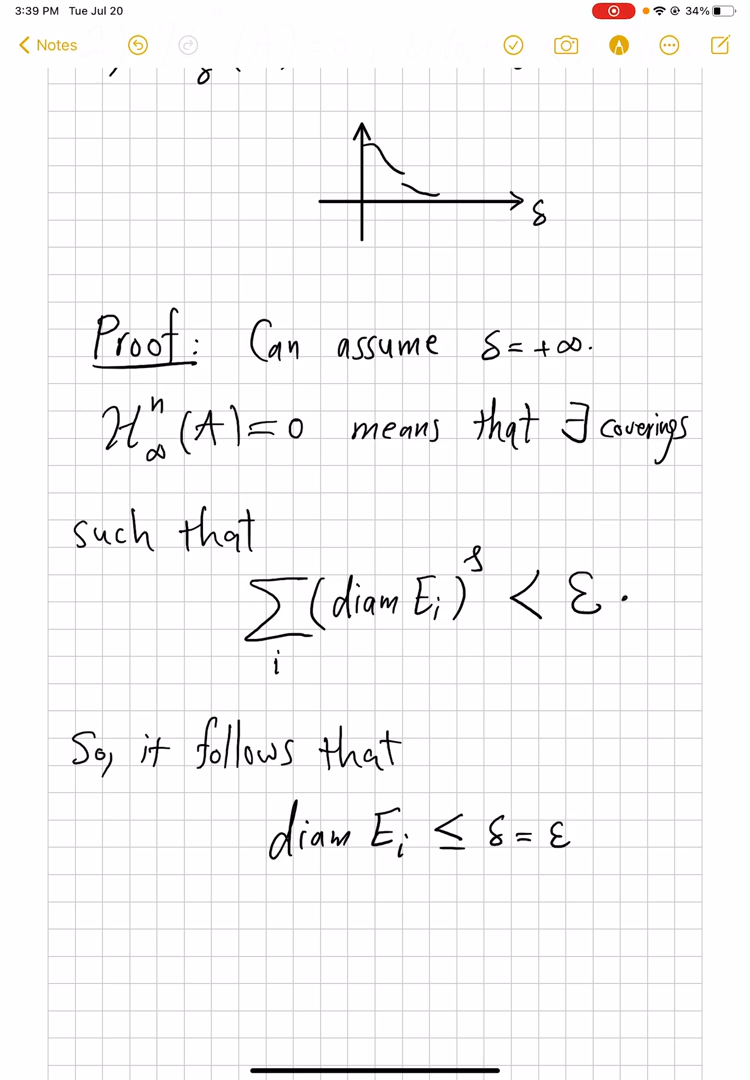 3:39 PM Tue Jul 20
34%
Notes
δ
Proof: Can assume δ = +∞.
ℋⁿ_∞(A) = 0 means that ∃ coverings
such that
∑_i (diam E_i)^s < ε.
So, it follows that
diam E_i ≤ δ = ε